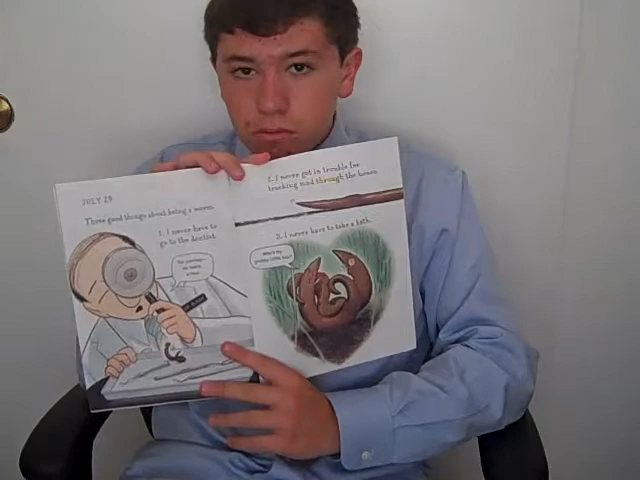 JULY 29
Three good things about being a worm:
1. I never have to
go to the dentist.
2. I never get in trouble for
tracking mud through the house.
3. I never have to take a bath.